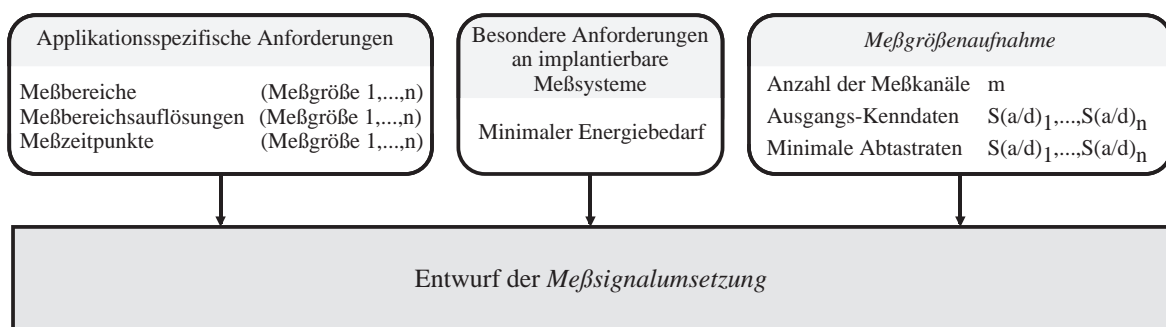 Applikationsspezifische Anforderungen
Meßbereiche (Meßgröße 1,...,n)
Meßbereichsauflösungen (Meßgröße 1,...,n)
Meßzeitpunkte (Meßgröße 1,...,n)
Besondere Anforderungen
an implantierbare
Meßsysteme
Minimaler Energiebedarf
Meßgrößenaufnahme
Anzahl der Meßkanäle m
Ausgangs-Kenndaten S(a/d)1,...,S(a/d)n
Minimale Abtastraten S(a/d)1,...,S(a/d)n
Entwurf der Meßsignalumsetzung